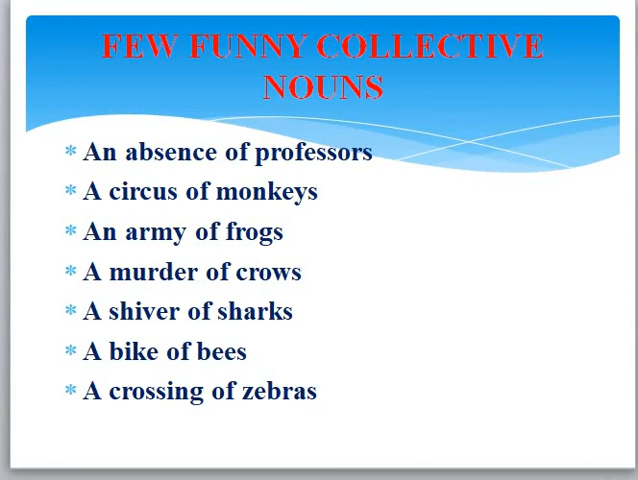 FEW FUNNY COLLECTIVE
NOUNS
* An absence of professors
* A circus of monkeys
* An army of frogs
* A murder of crows
* A shiver of sharks
* A bike of bees
* A crossing of zebras